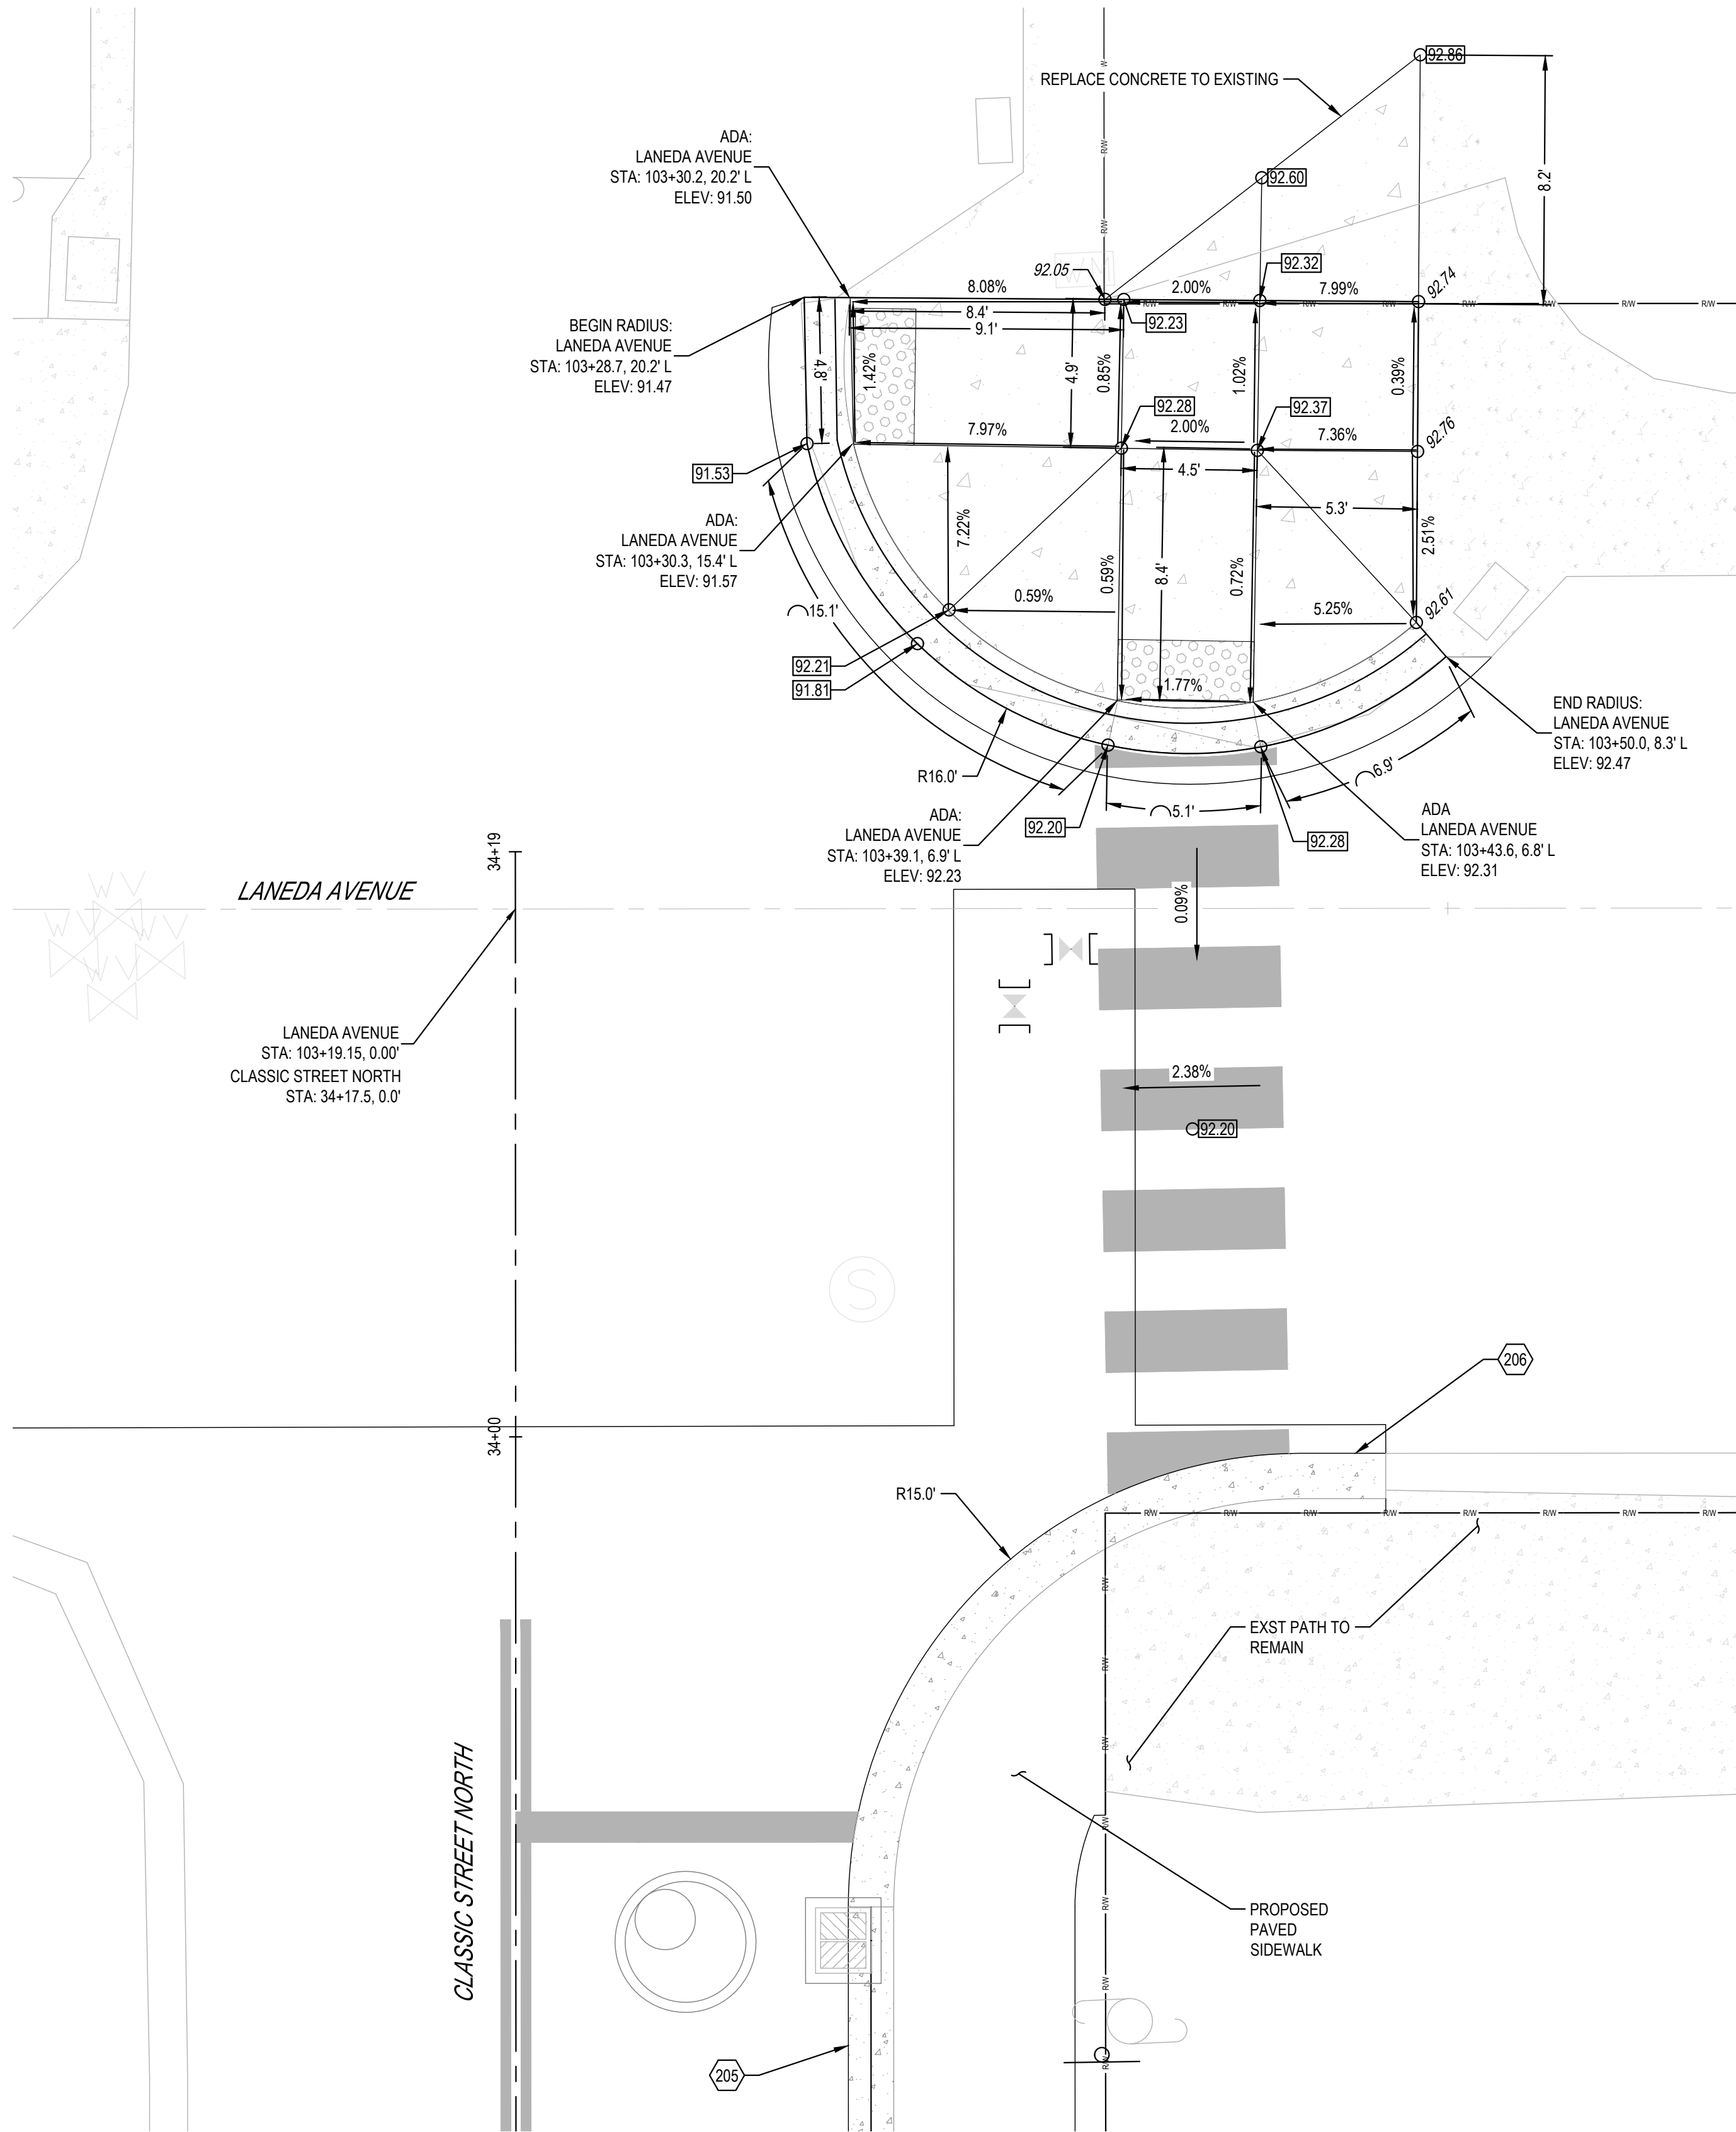 92.86
REPLACE CONCRETE TO EXISTING
R/W
ADA:
LANEDA AVENUE
STA: 103+30.2, 20.2' L
ELEV: 91.50
92.60
8.2'
R/W
92.05
92.32
92.74
8.08%
2.00%
7.99%
R/W R/W R/W R/W R/W R/W R/W R/W
8.4'
92.23
9.1'
BEGIN RADIUS:
LANEDA AVENUE
STA: 103+28.7, 20.2' L
ELEV: 91.47
4.8'
1.42%
4.9'
0.85%
1.02%
0.39%
92.28
92.37
92.76
7.97%
2.00%
7.36%
4.5'
91.53
5.3'
ADA:
LANEDA AVENUE
STA: 103+30.3, 15.4' L
ELEV: 91.57
7.22%
0.59%
8.4'
0.72%
2.51%
0.59%
5.25%
92.61
15.1'
92.21
91.81
1.77%
END RADIUS:
LANEDA AVENUE
STA: 103+50.0, 8.3' L
ELEV: 92.47
R16.0'
6.9'
5.1'
ADA:
LANEDA AVENUE
STA: 103+39.1, 6.9' L
ELEV: 92.23
92.20
92.28
ADA
LANEDA AVENUE
STA: 103+43.6, 6.8' L
ELEV: 92.31
34+19
LANEDA AVENUE
0.09%
LANEDA AVENUE
STA: 103+19.15, 0.00'
CLASSIC STREET NORTH
STA: 34+17.5, 0.0'
2.38%
92.20
S
206
34+00
R15.0'
R/W R/W R/W R/W R/W R/W R/W R/W
R/W
EXST PATH TO
REMAIN
R/W
R/W
CLASSIC STREET NORTH
R/W
R/W
PROPOSED
PAVED
SIDEWALK
R/W
R/W
205